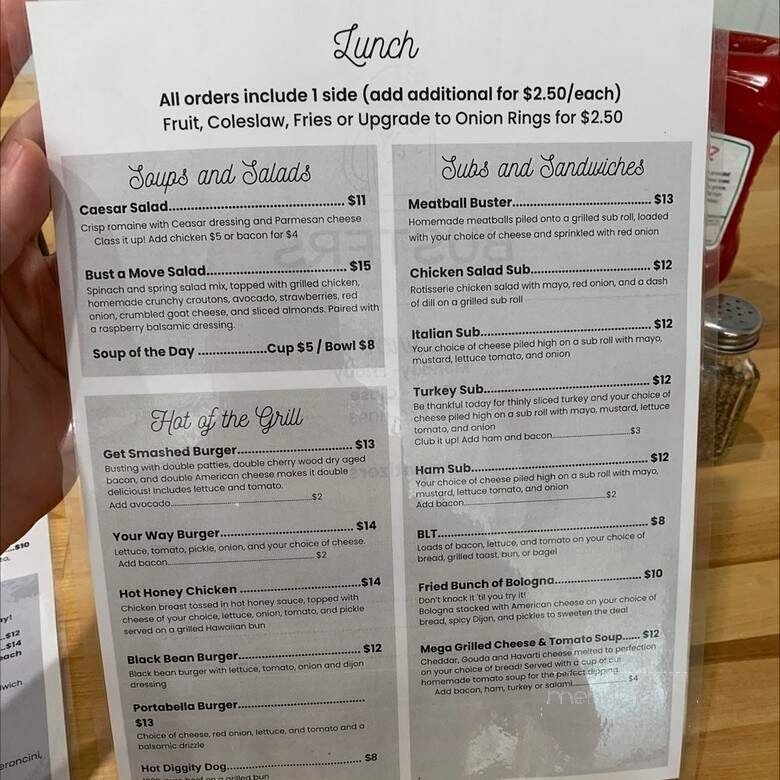 Lunch
All orders include 1 side (add additional for $2.50/each)
Fruit, Coleslaw, Fries or Upgrade to Onion Rings for $2.50
Soups and Salads
Caesar Salad........................................ $11
Crisp romaine with Ceasar dressing and Parmesan cheese
Class it up! Add chicken $5 or bacon for $4
Bust a Move Salad................................ $15
Spinach and spring salad mix, topped with grilled chicken,
homemade crunchy croutons, avocado, strawberries, red
onion, crumbled goat cheese, and sliced almonds. Paired with
a raspberry balsamic dressing.
Soup of the Day ................Cup $5 / Bowl $8
Hot of the Grill
Get Smashed Burger........................... $13
Busting with double patties, double cherry wood dry aged
bacon, and double American cheese makes it double
delicious! Includes lettuce and tomato.
Add avocado........................................$2
Your Way Burger................................ $14
Lettuce, tomato, pickle, onion, and your choice of cheese.
Add bacon.........................................$2
Hot Honey Chicken ............................$14
Chicken breast tossed in hot honey sauce, topped with
cheese of your choice, lettuce, onion, tomato, and pickle
served on a grilled Hawaiian bun
Black Bean Burger............................. $12
Black bean burger with lettuce, tomato, onion and dijon
dressing
Portabella Burger................................
$13
Choice of cheese, red onion, lettuce, and tomato and a
balsamic drizzle
Hot Diggity Dog................................ $8
beef on a grilled bun
Subs and Sandwiches
Meatball Buster................................ $13
Homemade meatballs piled onto a grilled sub roll, loaded
with your choice of cheese and sprinkled with red onion
Chicken Salad Sub............................ $12
Rotisserie chicken salad with mayo, red onion, and a dash
of dill on a grilled sub roll
Italian Sub........................................ $12
Your choice of cheese piled high on a sub roll with mayo,
mustard, lettuce tomato, and onion
Turkey Sub........................................ $12
Be thankful today for thinly sliced turkey and your choice of
cheese piled high on a sub roll with mayo, mustard, lettuce
tomato, and onion
Club it up! Add ham and bacon....................$3
Ham Sub........................................... $12
Your choice of cheese piled high on a sub roll with mayo,
mustard, lettuce tomato, and onion
Add bacon........................................$2
BLT.................................................. $8
Loads of bacon, lettuce, and tomato on your choice of
bread, grilled toast, bun, or bagel
Fried Bunch of Bologna..................... $10
Don't knock it 'til you try it!
Bologna stacked with American cheese on your choice of
bread, spicy Dijon, and pickles to sweeten the deal
Mega Grilled Cheese & Tomato Soup...... $12
Cheddar, Gouda and Havarti cheese melted to perfection
on your choice of bread! Served with a cup of our
homemade tomato soup for the perfect dipping.
Add bacon, ham, turkey or salami.................$4
...$10
...$12
...$14
each
wich
eroncini,